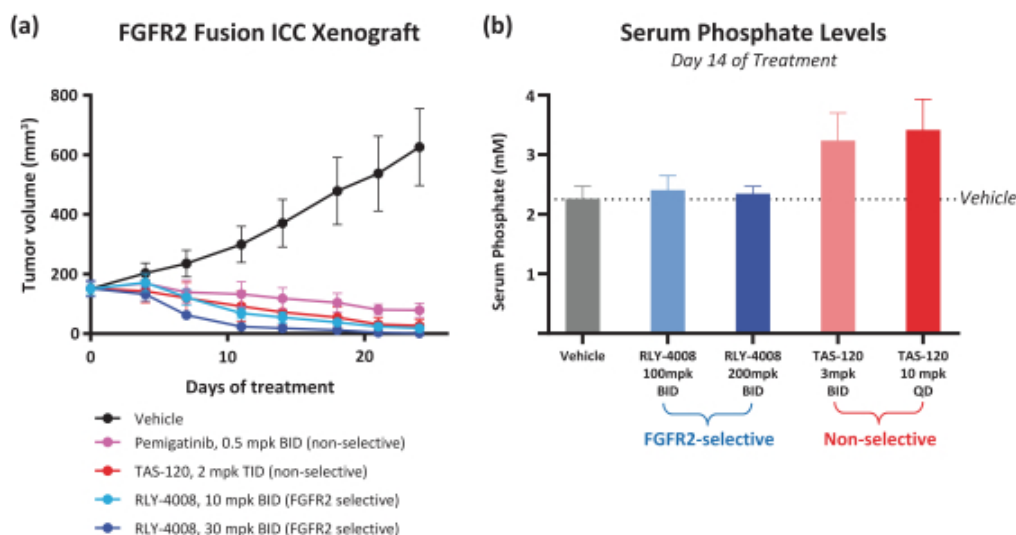 (a)
FGFR2 Fusion ICC Xenograft
800
600
400
200
0
Tumor volume (mm³)
0
10
20
Days of treatment
Vehicle
Pemigatinib, 0.5 mpk BID (non-selective)
TAS-120, 2 mpk TID (non-selective)
RLY-4008, 10 mpk BID (FGFR2 selective)
RLY-4008, 30 mpk BID (FGFR2 selective)
(b)
Serum Phosphate Levels
Day 14 of Treatment
4
3
2
1
Serum Phosphate (mM)
Vehicle
Vehicle
RLY-4008
100mpk
BID
RLY-4008
200mpk
BID
TAS-120
3mpk
BID
TAS-120
10 mpk
QD
FGFR2-selective
Non-selective